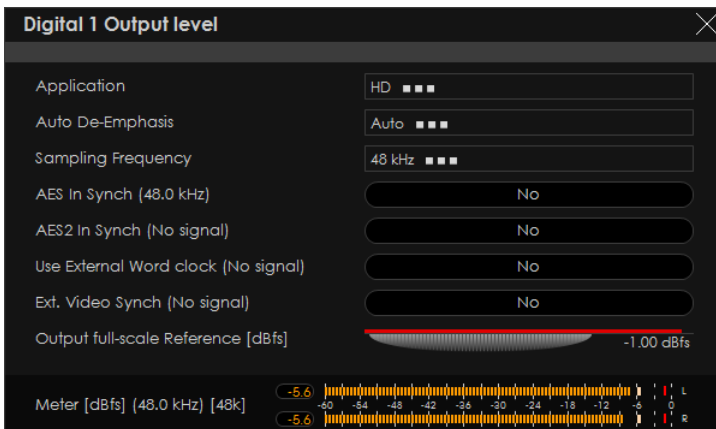 Digital 1 Output level
Application HD
Auto De-Emphasis Auto
Sampling Frequency 48 kHz
AES In Synch (48.0 kHz) No
AES2 In Synch (No signal) No
Use External Word clock (No signal) No
Ext. Video Synch (No signal) No
Output full-scale Reference [dBfs] -1.00 dBfs
Meter [dBfs] (48.0 kHz) [48k]
-5.6 L
-60 -54 -48 -42 -36 -30 -24 -18 -12 -6 0
-5.6 R